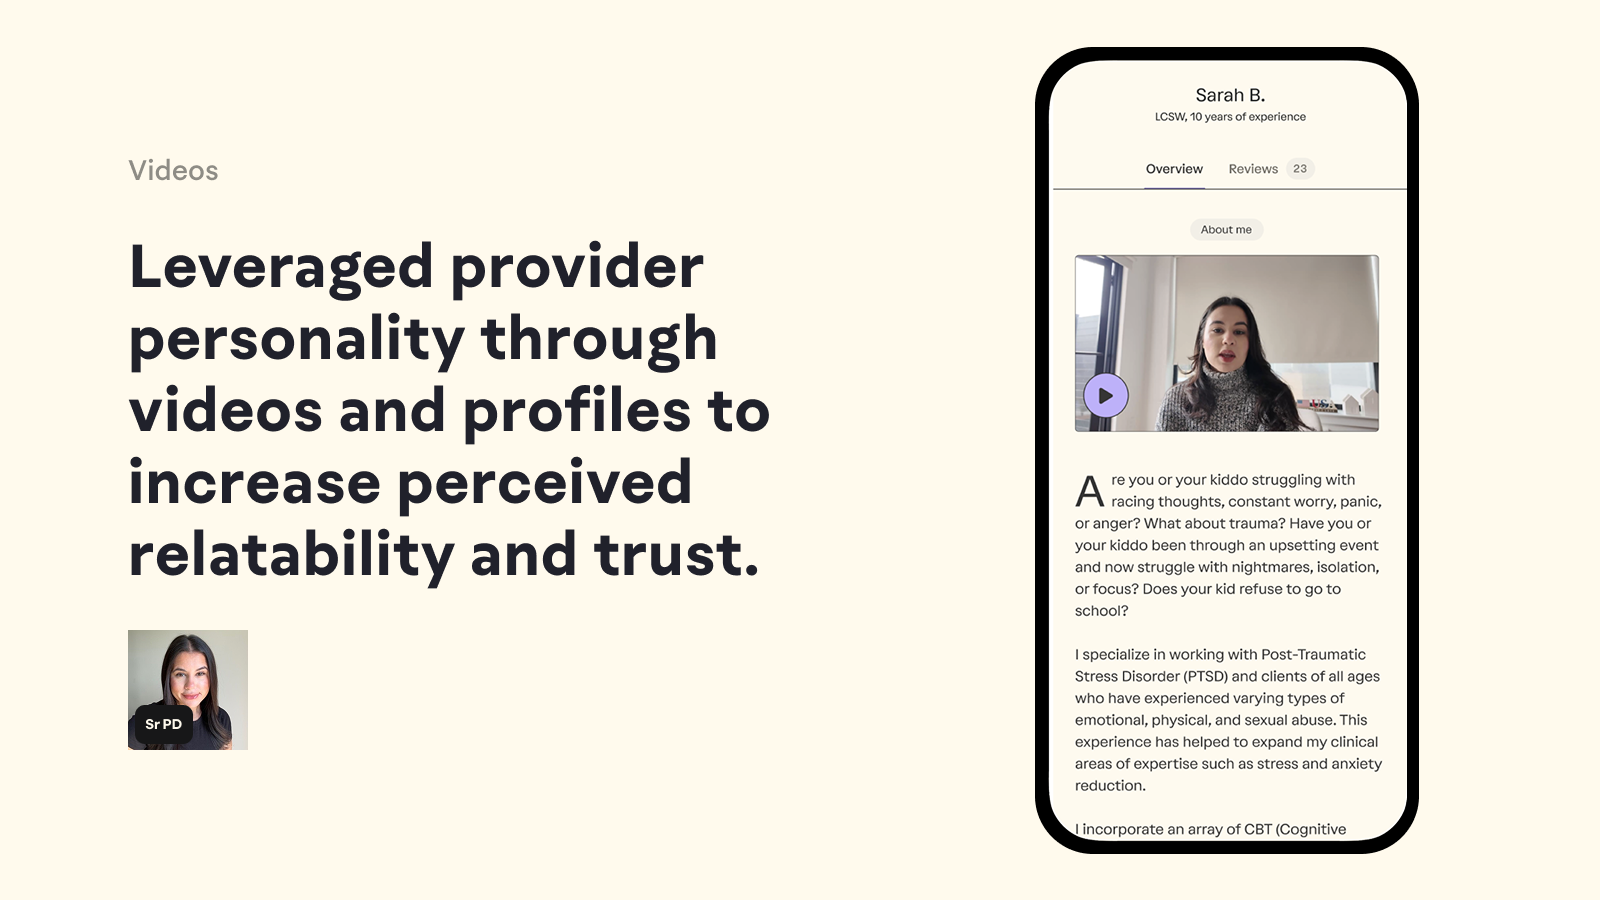 Videos
Leveraged provider
personality through
videos and profiles to
increase perceived
relatability and trust.
Sr PD
Sarah B.
LCSW, 10 years of experience
Overview Reviews 23
About me
Are you or your kiddo struggling with
racing thoughts, constant worry, panic,
or anger? What about trauma? Have you or
your kiddo been through an upsetting event
and now struggle with nightmares, isolation,
or focus? Does your kid refuse to go to
school?
I specialize in working with Post-Traumatic
Stress Disorder (PTSD) and clients of all ages
who have experienced varying types of
emotional, physical, and sexual abuse. This
experience has helped to expand my clinical
areas of expertise such as stress and anxiety
reduction.
I incorporate an array of CBT (Cognitive